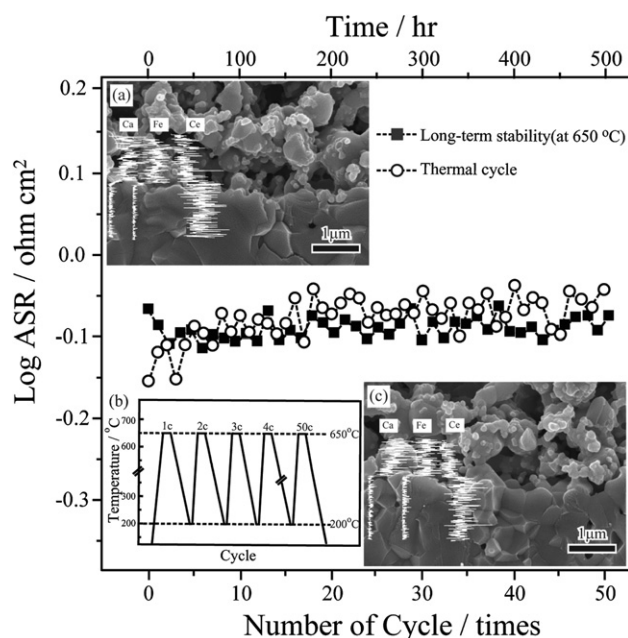 Time / hr
0 100 200 300 400 500
0.2
0.1
0.0
-0.1
-0.2
-0.3
Log ASR / ohm cm²
(a)
Ca Fe Ce
1μm
Long-term stability(at 650 °C)
Thermal cycle
(b)
Temperature / °C
700
600
300
200
1c 2c 3c 4c 50c
650°C
200°C
Cycle
(c)
Ca Fe Ce
1μm
0 10 20 30 40 50
Number of Cycle / times